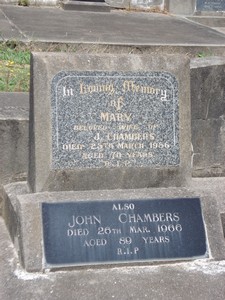 In Loving Memory
of
MARY
BELOVED WIFE OF
J. CHAMBERS
DIED 25TH MARCH 1956
AGED 78 YEARS
R.I.P.
ALSO
JOHN CHAMBERS
DIED 26TH MAR. 1966
AGED 89 YEARS
R.I.P